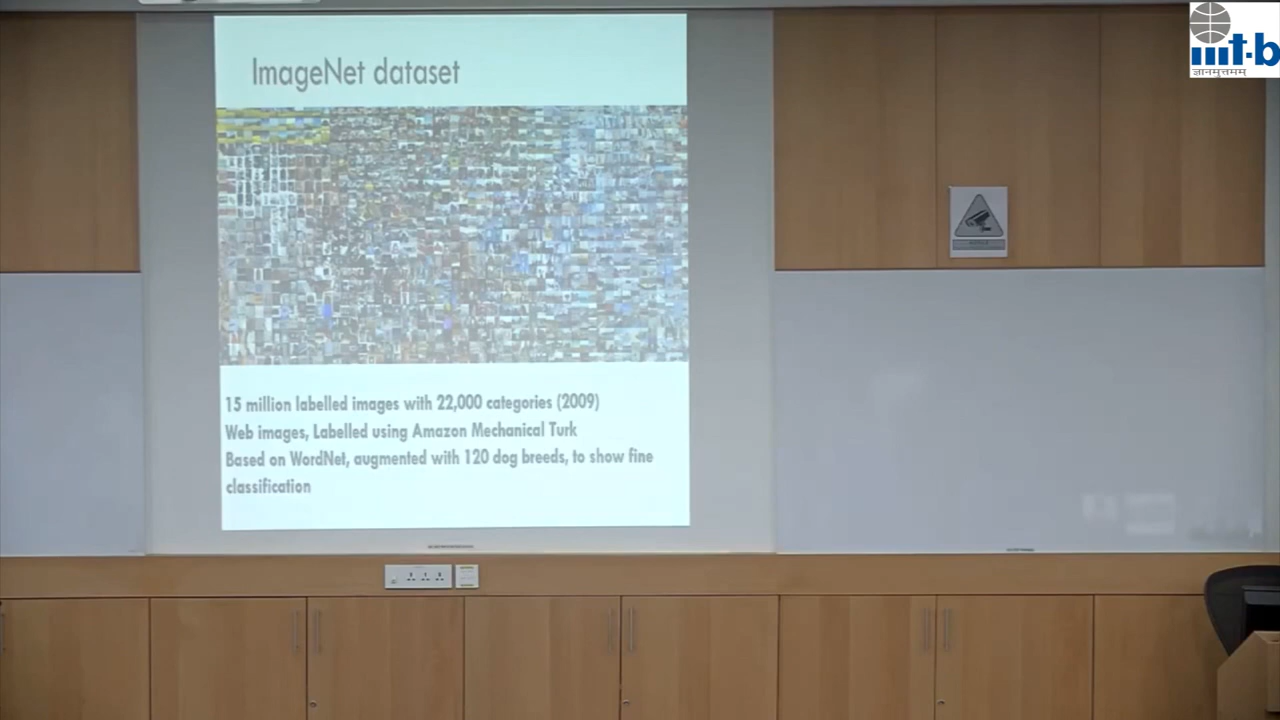 iiit-b
ज्ञानमुत्तमम्
ImageNet dataset
15 million labelled images with 22,000 categories (2009)
Web images, Labelled using Amazon Mechanical Turk
Based on WordNet, augmented with 120 dog breeds, to show fine
classification